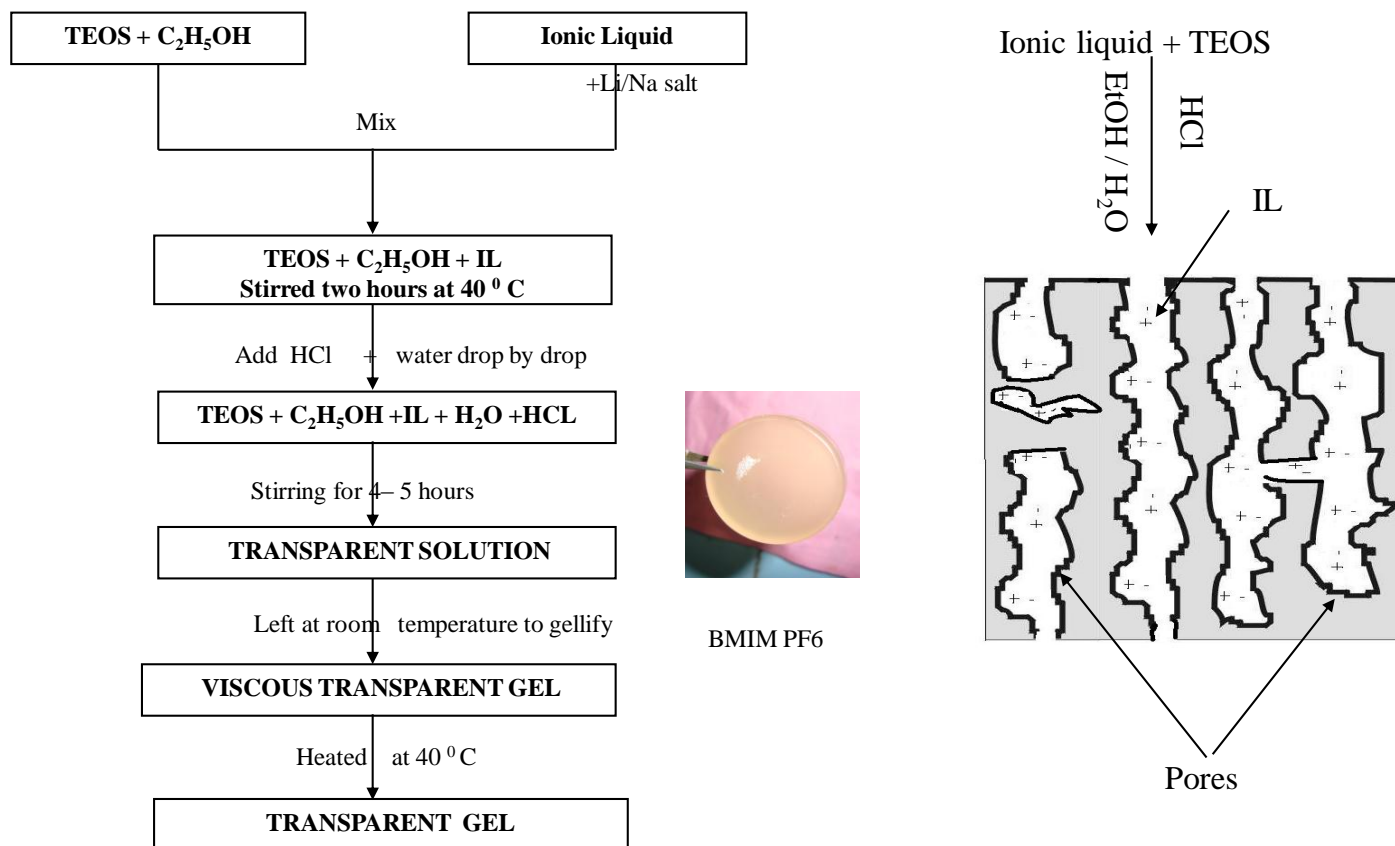 TEOS + C₂H₅OH
Ionic Liquid
+Li/Na salt
Mix
TEOS + C₂H₅OH + IL
Stirred two hours at 40 ⁰ C
Add HCl + water drop by drop
TEOS + C₂H₅OH +IL + H₂O +HCL
Stirring for 4– 5 hours
TRANSPARENT SOLUTION
Left at room temperature to gellify
VISCOUS TRANSPARENT GEL
Heated at 40 ⁰ C
TRANSPARENT GEL
BMIM PF6
Ionic liquid + TEOS
HCl
EtOH / H₂O
IL
Pores